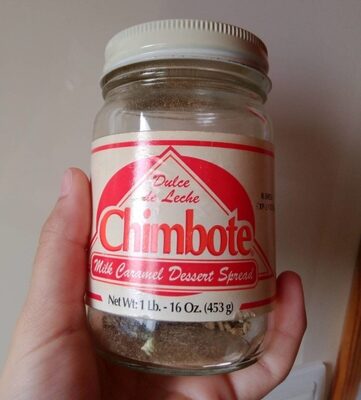 Dulce
de Leche
Chimbote
Milk Caramel Dessert Spread
Net Wt: 1 Lb. - 16 Oz. (453 g)